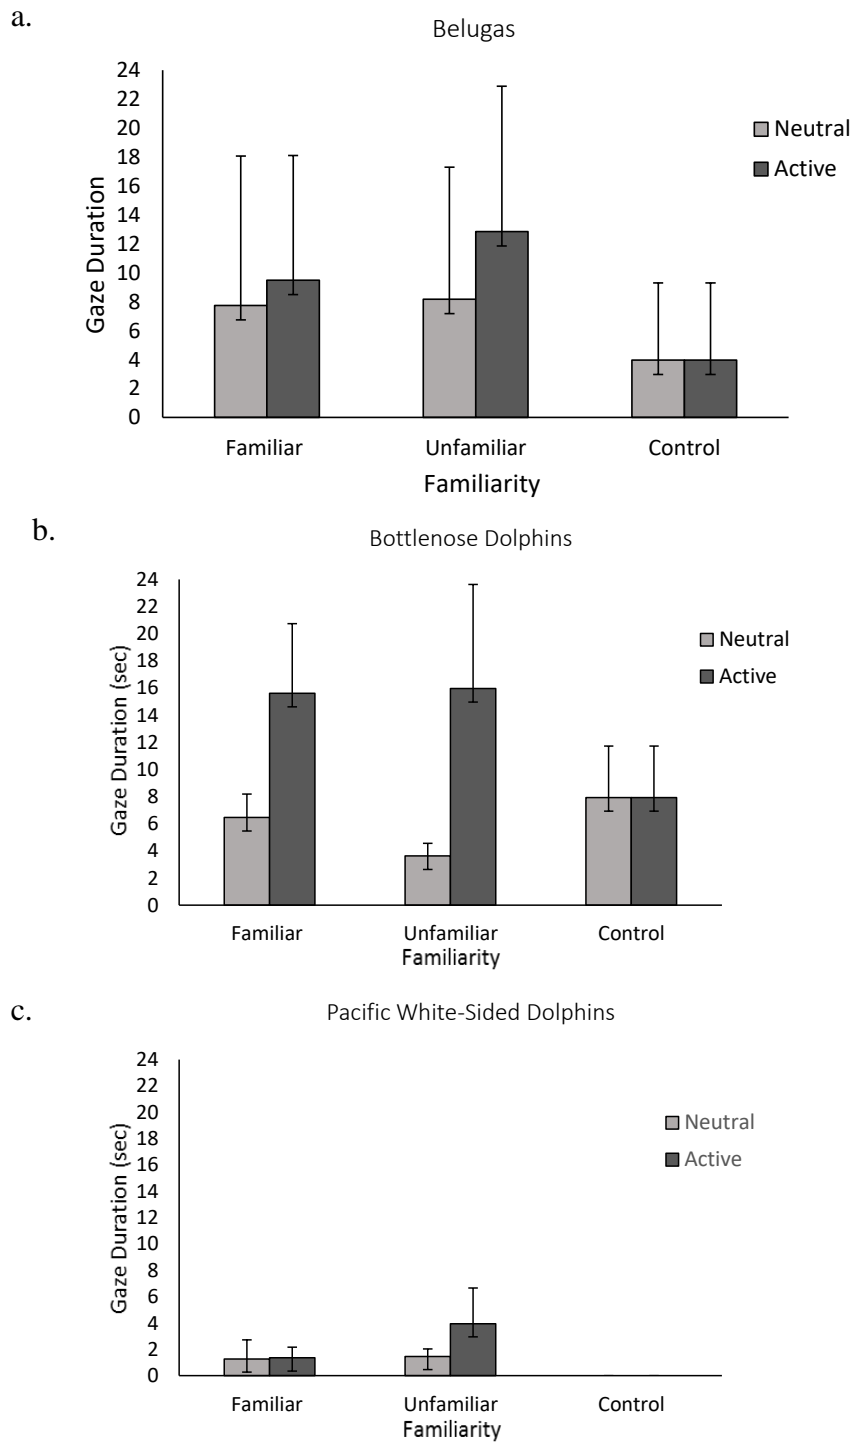 a.
Belugas
24
22
20
18
16
14
12
10
8
6
4
2
0
Gaze Duration
Neutral
Active
Familiar Unfamiliar Control
Familiarity
b.
Bottlenose Dolphins
24
22
20
18
16
14
12
10
8
6
4
2
0
Gaze Duration (sec)
Neutral
Active
Familiar Unfamiliar Control
Familiarity
c.
Pacific White-Sided Dolphins
24
22
20
18
16
14
12
10
8
6
4
2
0
Gaze Duration (sec)
Neutral
Active
Familiar Unfamiliar Control
Familiarity